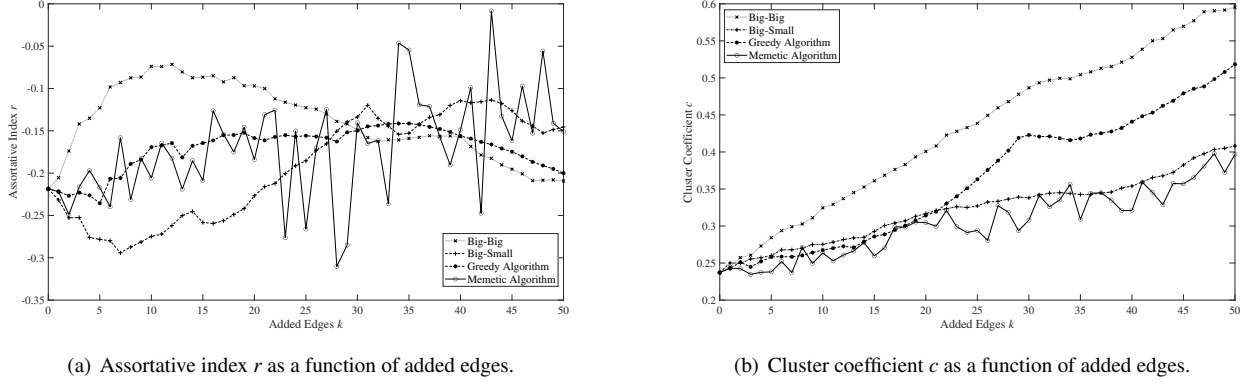 0
-0.05
-0.1
-0.15
-0.2
-0.25
-0.3
-0.35
Assortative Index r
0 5 10 15 20 25 30 35 40 45 50
Added Edges k
Big-Big
Big-Small
Greedy Algorithm
Memetic Algorithm
(a) Assortative index r as a function of added edges.
0.6
0.5
0.4
0.35
0.3
0.25
0.2
Cluster Coefficient c
0 5 10 15 20 25 30 35 40 45 50
Added Edges k
Big-Big
Big-Small
Greedy Algorithm
Memetic Algorithm
(b) Cluster coefficient c as a function of added edges.